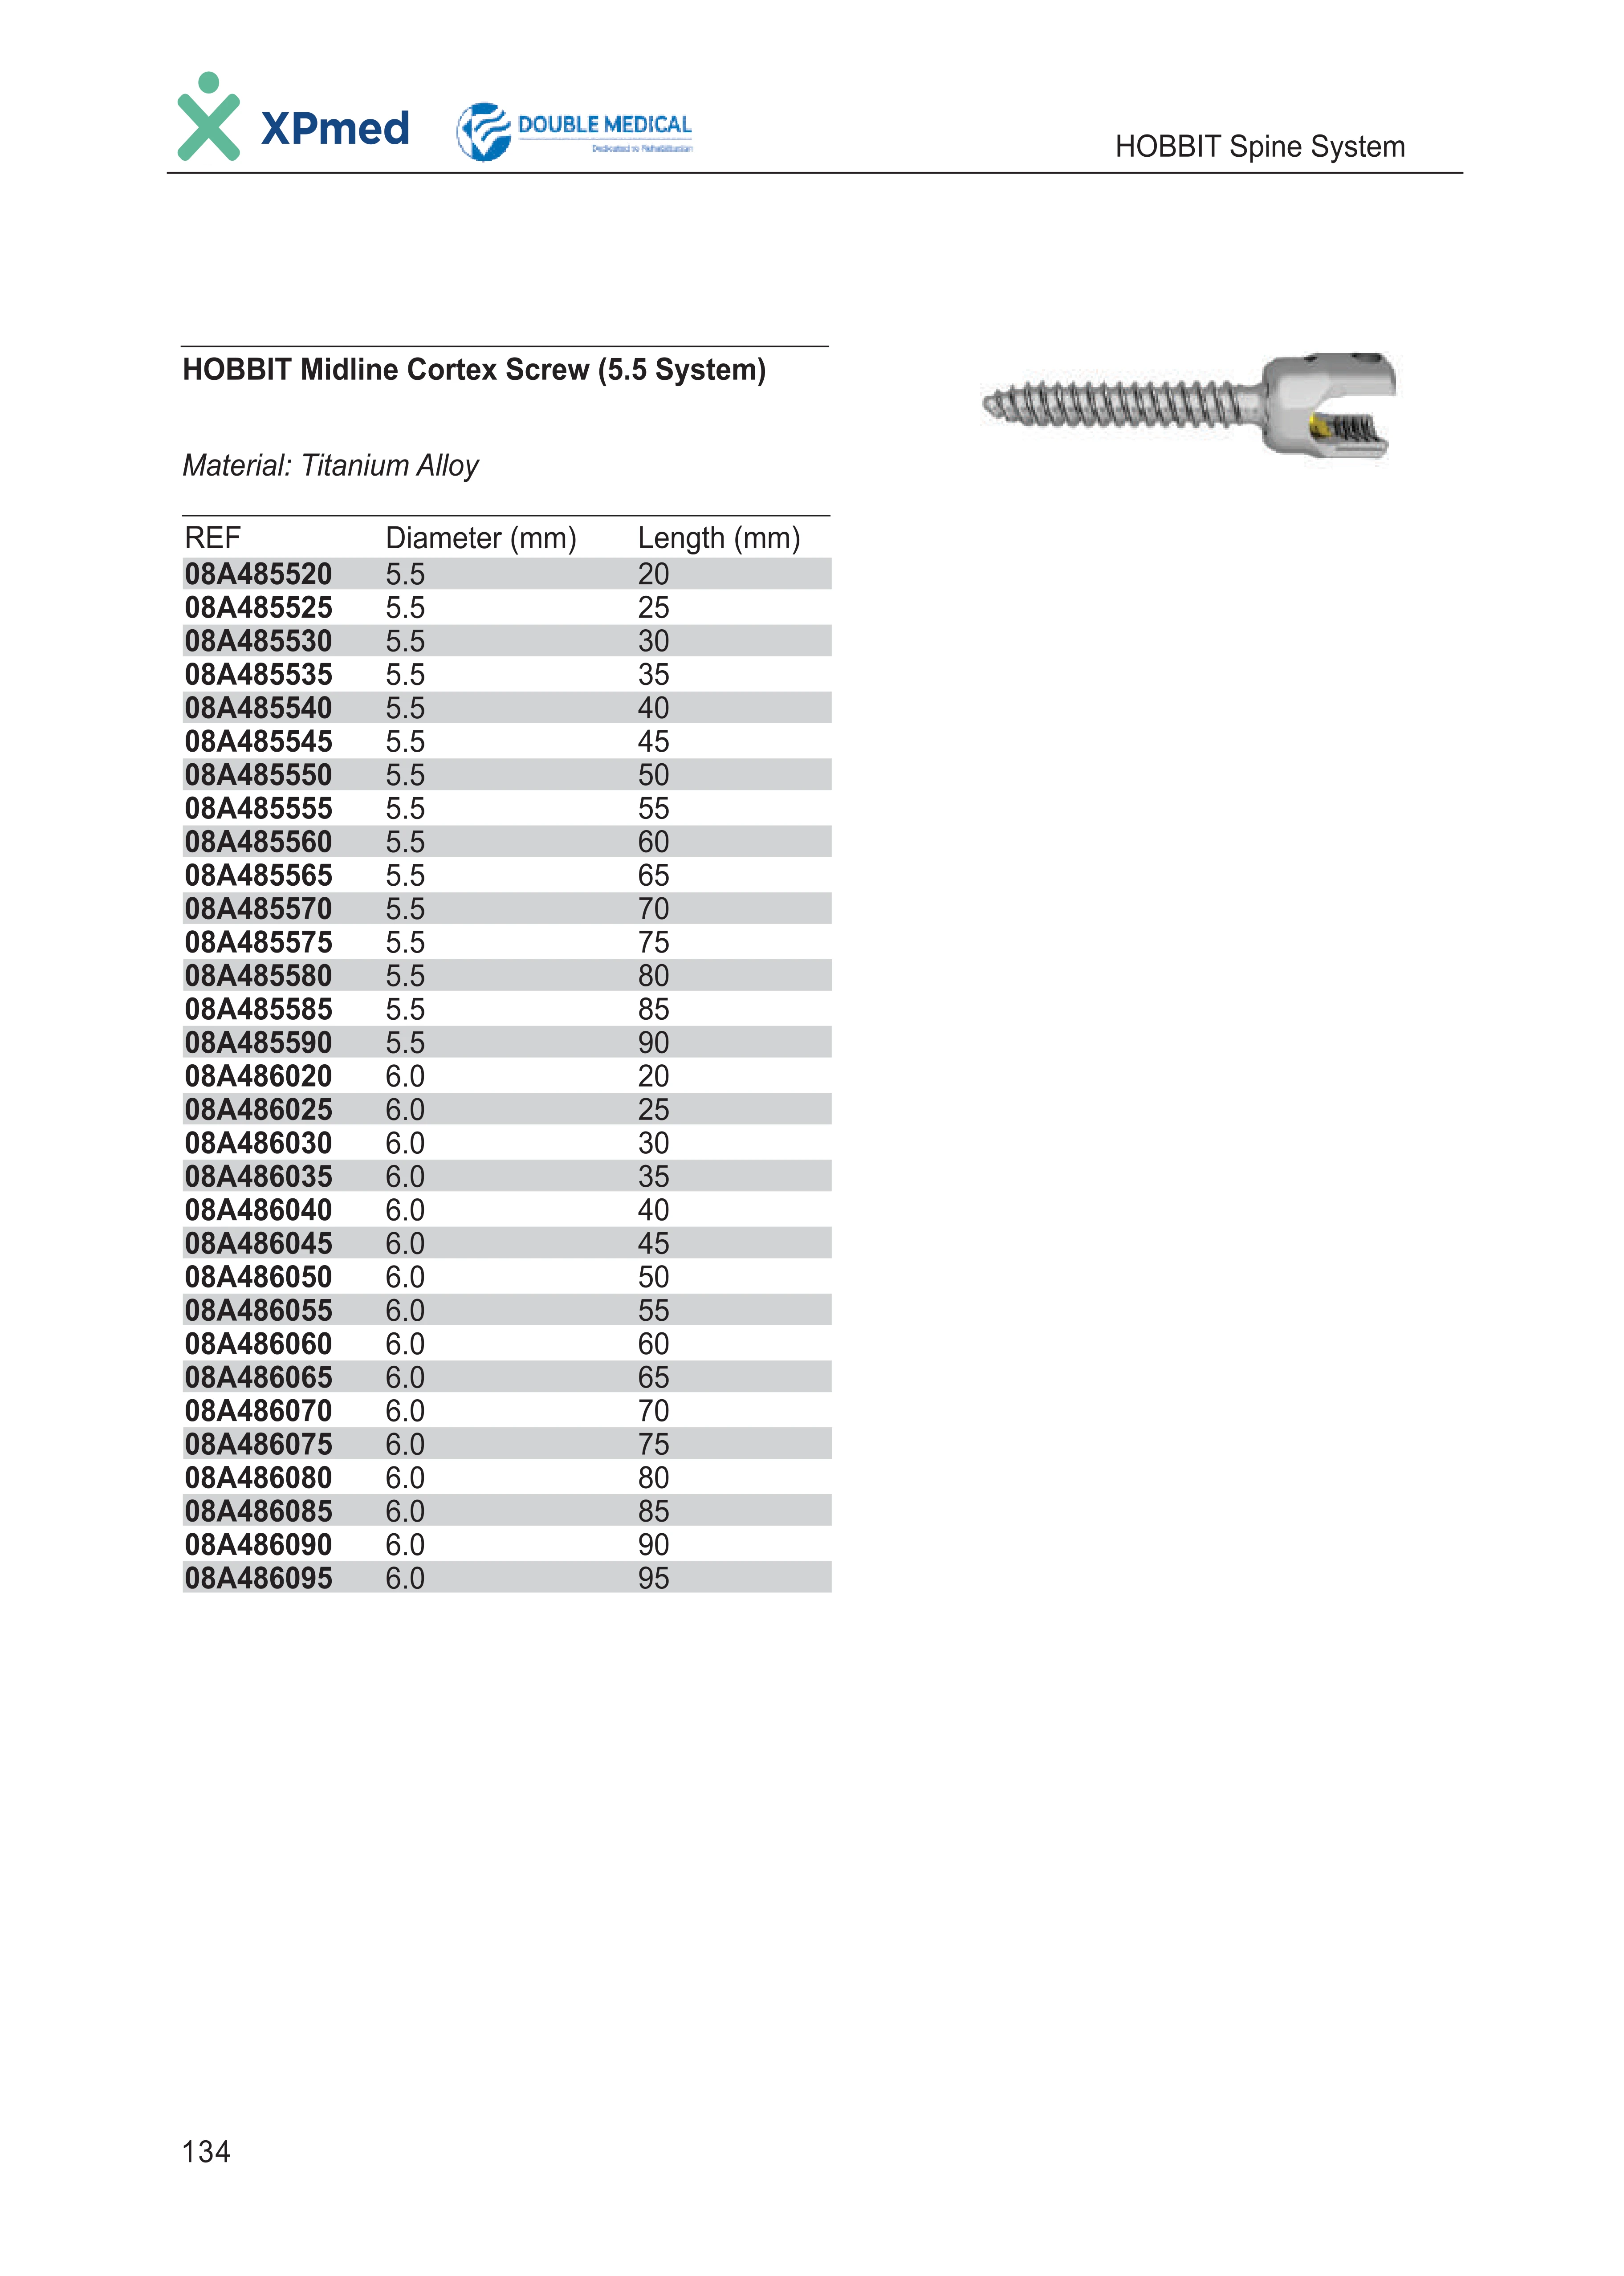 XPmed
DOUBLE MEDICAL
Dedicated to Rehabilitation
HOBBIT Spine System
HOBBIT Midline Cortex Screw (5.5 System)
Material: Titanium Alloy
REF Diameter (mm) Length (mm)
08A485520 5.5 20
08A485525 5.5 25
08A485530 5.5 30
08A485535 5.5 35
08A485540 5.5 40
08A485545 5.5 45
08A485550 5.5 50
08A485555 5.5 55
08A485560 5.5 60
08A485565 5.5 65
08A485570 5.5 70
08A485575 5.5 75
08A485580 5.5 80
08A485585 5.5 85
08A485590 5.5 90
08A486020 6.0 20
08A486025 6.0 25
08A486030 6.0 30
08A486035 6.0 35
08A486040 6.0 40
08A486045 6.0 45
08A486050 6.0 50
08A486055 6.0 55
08A486060 6.0 60
08A486065 6.0 65
08A486070 6.0 70
08A486075 6.0 75
08A486080 6.0 80
08A486085 6.0 85
08A486090 6.0 90
08A486095 6.0 95
134